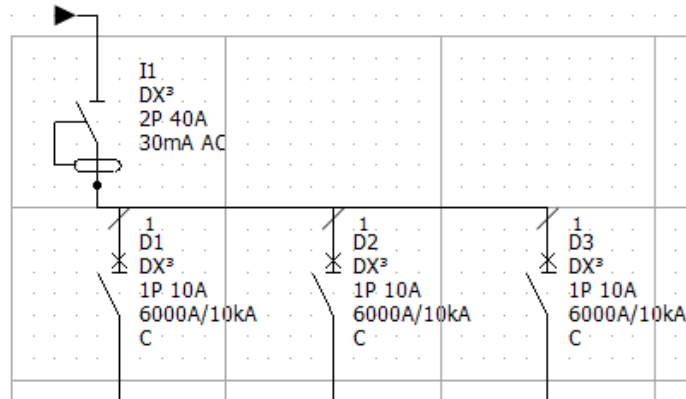 I1
DX³
2P 40A
30mA AC
1
D1
DX³
1P 10A
6000A/10kA
C
1
D2
DX³
1P 10A
6000A/10kA
C
1
D3
DX³
1P 10A
6000A/10kA
C